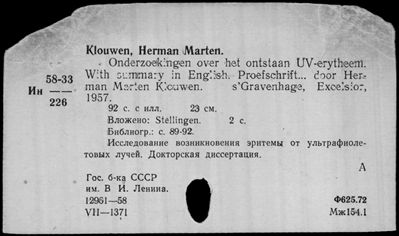 Klouwen, Herman Marten.
58-33
Ин
226
Onderzoekingen over het ontstaan UV-erytheem.
With summary in English. Proefschrift... door Her-
man Marten Klouwen. s'Gravenhage, Excelsior,
1957.
92 с. с илл. 23 см.
Вложено: Stellingen. 2 с.
Библиогр.: с. 89-92.
Исследование возникновения эритемы от ультрафиоле-
товых лучей. Докторская диссертация.
А
Гос. б-ка СССР
им. В И. Ленина.
12951—58
VII—1371
Ф625.72
Мж154.1